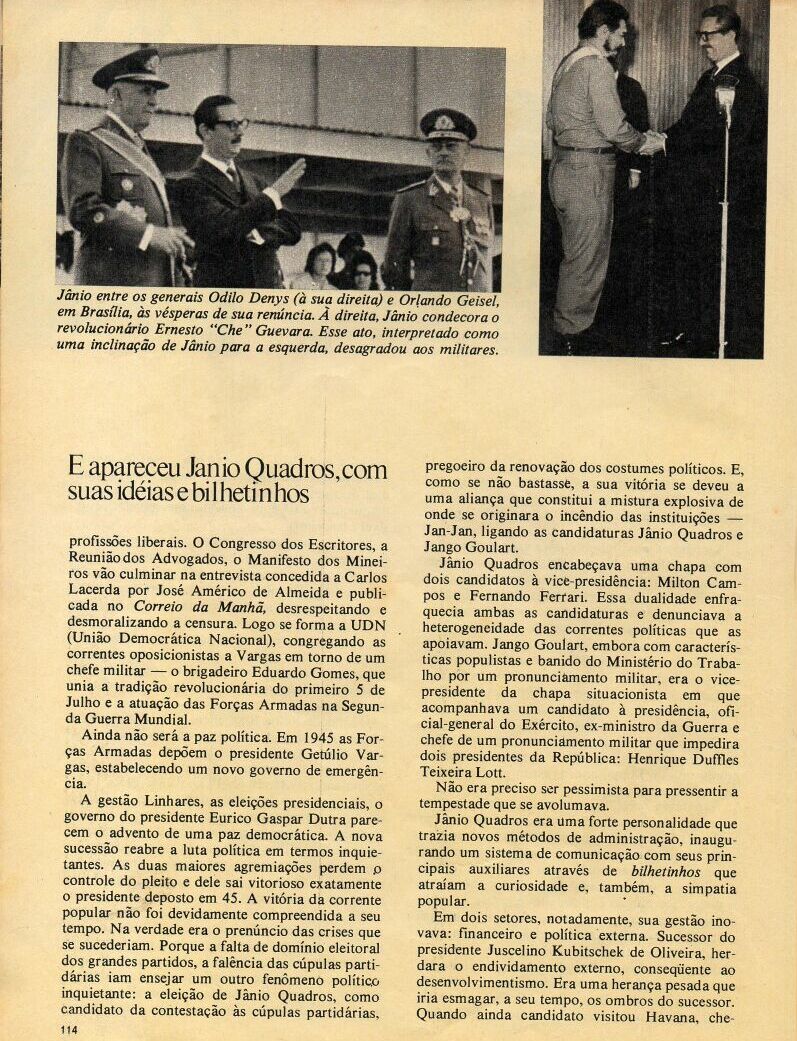 Jânio entre os generais Odilo Denys (à sua direita) e Orlando Geisel,
em Brasília, às vésperas de sua renúncia. À direita, Jânio condecora o
revolucionário Ernesto "Che" Guevara. Esse ato, interpretado como
uma inclinação de Jânio para a esquerda, desagradou aos militares.
E apareceu Janio Quadros, com
suas idéias e bilhetinhos
profissões liberais. O Congresso dos Escritores, a
Reunião dos Advogados, o Manifesto dos Minei-
ros vão culminar na entrevista concedida a Carlos
Lacerda por José Américo de Almeida e publi-
cada no Correio da Manhã, desrespeitando e
desmoralizando a censura. Logo se forma a UDN
(União Democrática Nacional), congregando as
correntes oposicionistas a Vargas em torno de um
chefe militar — o brigadeiro Eduardo Gomes, que
unia a tradição revolucionária do primeiro 5 de
Julho e a atuação das Forças Armadas na Segun-
da Guerra Mundial.
Ainda não será a paz política. Em 1945 as For-
ças Armadas depõem o presidente Getúlio Var-
gas, estabelecendo um novo governo de emergên-
cia.
A gestão Linhares, as eleições presidenciais, o
governo do presidente Eurico Gaspar Dutra pare-
cem o advento de uma paz democrática. A nova
sucessão reabre a luta política em termos inquie-
tantes. As duas maiores agremiações perdem o
controle do pleito e dele sai vitorioso exatamente
o presidente deposto em 45. A vitória da corrente
popular não foi devidamente compreendida a seu
tempo. Na verdade era o prenúncio das crises que
se sucederiam. Porque a falta de domínio eleitoral
dos grandes partidos, a falência das cúpulas parti-
dárias iam ensejar um outro fenômeno político
inquietante: a eleição de Jânio Quadros, como
candidato da contestação às cúpulas partidárias,
pregoeiro da renovação dos costumes políticos. E,
como se não bastasse, a sua vitória se deveu a
uma aliança que constitui a mistura explosiva de
onde se originara o incêndio das instituições —
Jan-Jan, ligando as candidaturas Jânio Quadros e
Jango Goulart.
Jânio Quadros encabeçava uma chapa com
dois candidatos à vice-presidência: Milton Cam-
pos e Fernando Ferrari. Essa dualidade enfra-
quecia ambas as candidaturas e denunciava a
heterogeneidade das correntes políticas que as
apoiavam. Jango Goulart, embora com caracterís-
ticas populistas e banido do Ministério do Traba-
lho por um pronunciamento militar, era o vice-
presidente da chapa situacionista em que
acompanhava um candidato à presidência, ofi-
cial-general do Exército, ex-ministro da Guerra e
chefe de um pronunciamento militar que impedira
dois presidentes da República: Henrique Duffles
Teixeira Lott.
Não era preciso ser pessimista para pressentir a
tempestade que se avolumava.
Jânio Quadros era uma forte personalidade que
trazia novos métodos de administração, inaugu-
rando um sistema de comunicação com seus prin-
cipais auxiliares através de bilhetinhos que
atraíam a curiosidade e, também, a simpatia
popular.
Em dois setores, notadamente, sua gestão ino-
vava: financeiro e política externa. Sucessor do
presidente Juscelino Kubitschek de Oliveira, her-
dara o endividamento externo, conseqüente ao
desenvolvimentismo. Era uma herança pesada que
iria esmagar, a seu tempo, os ombros do sucessor.
Quando ainda candidato visitou Havana, che-
114